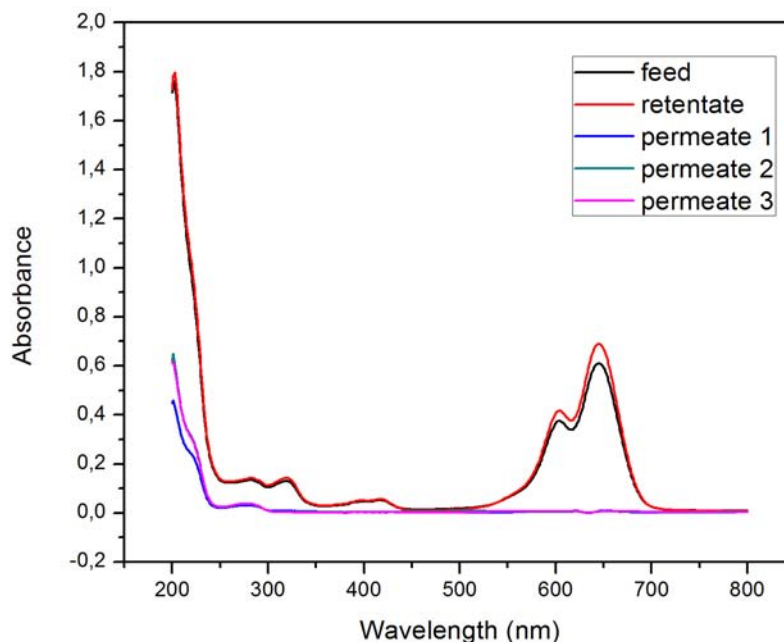 2,0
1,8
1,6
1,4
1,2
1,0
0,8
0,6
0,4
0,2
0,0
-0,2
Absorbance
feed
retentate
permeate 1
permeate 2
permeate 3
200 300 400 500 600 700 800
Wavelength (nm)